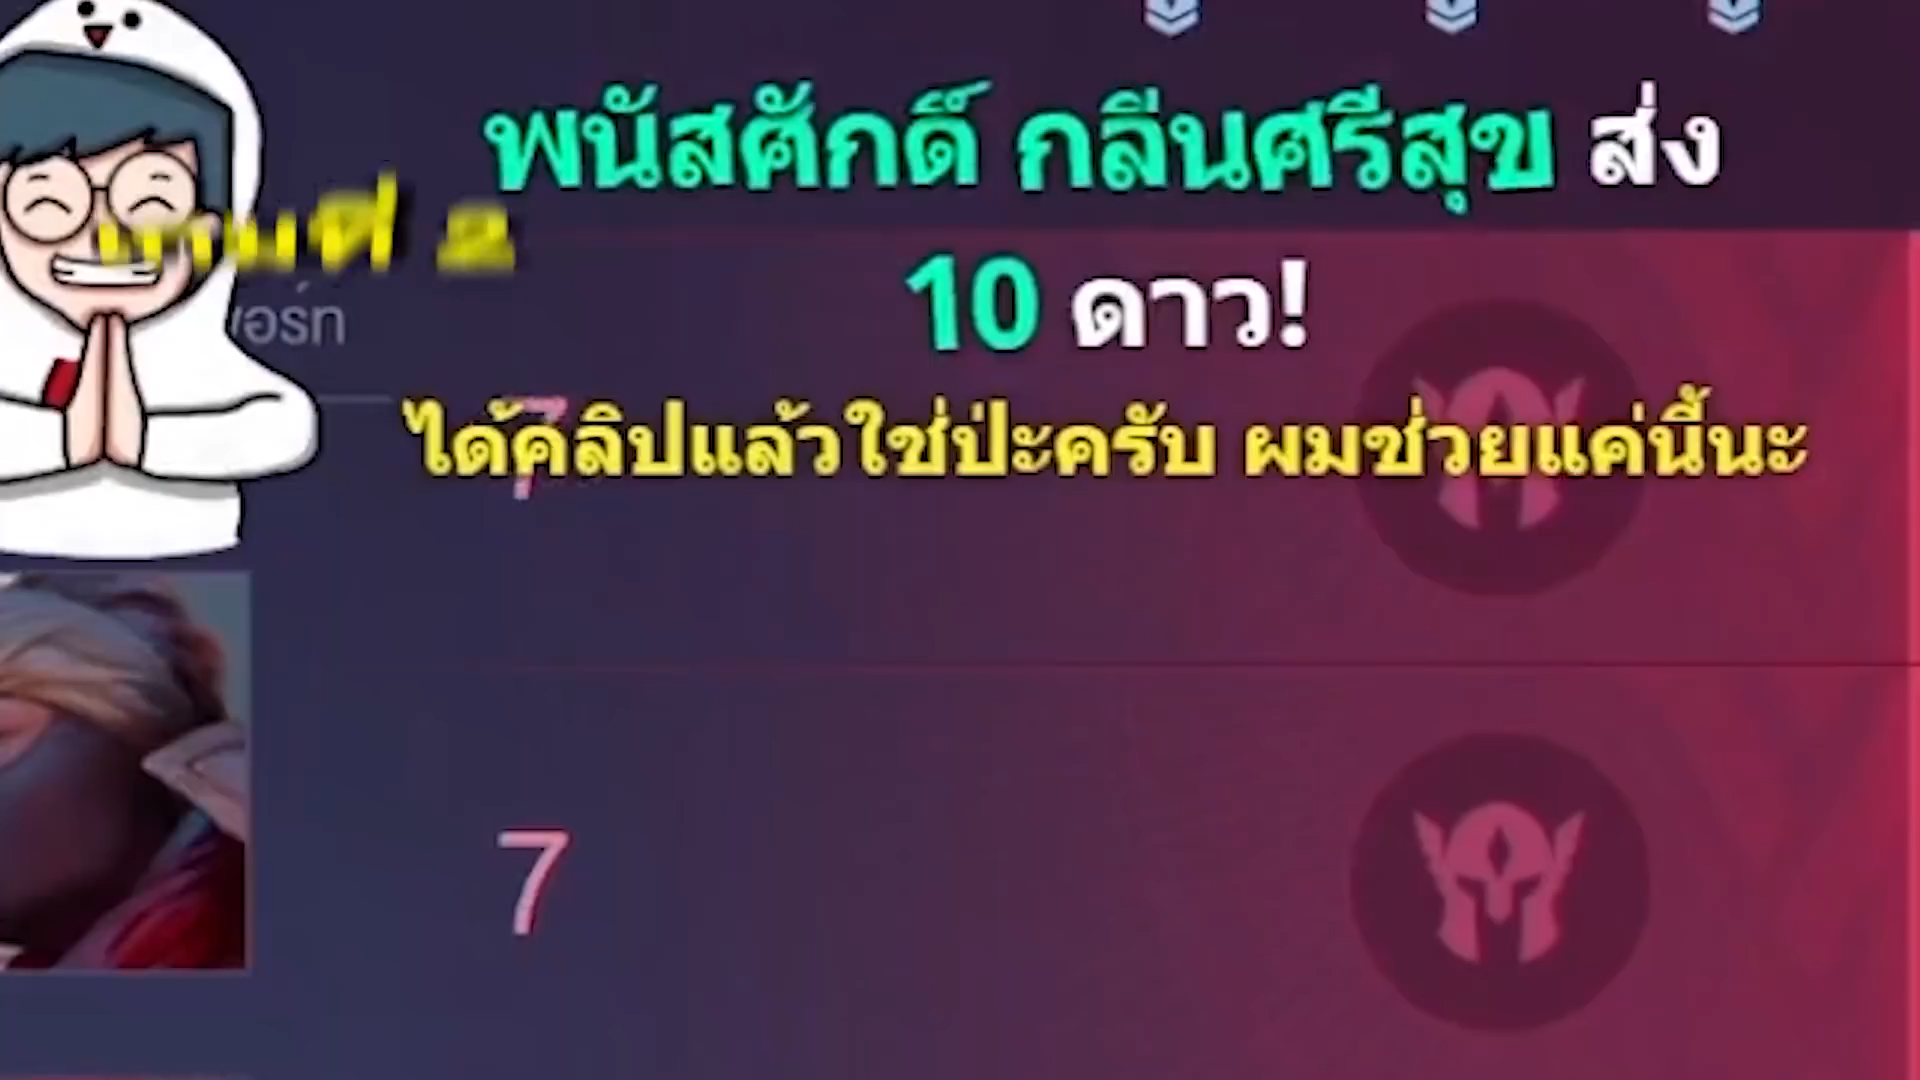 พนัสศักดิ์ กลีนศรีสุข ส่ง
10 ดาว!
ได้คลิปแล้วใช่ป่ะครับ ผมช่วยแค่นี้นะ
7
7